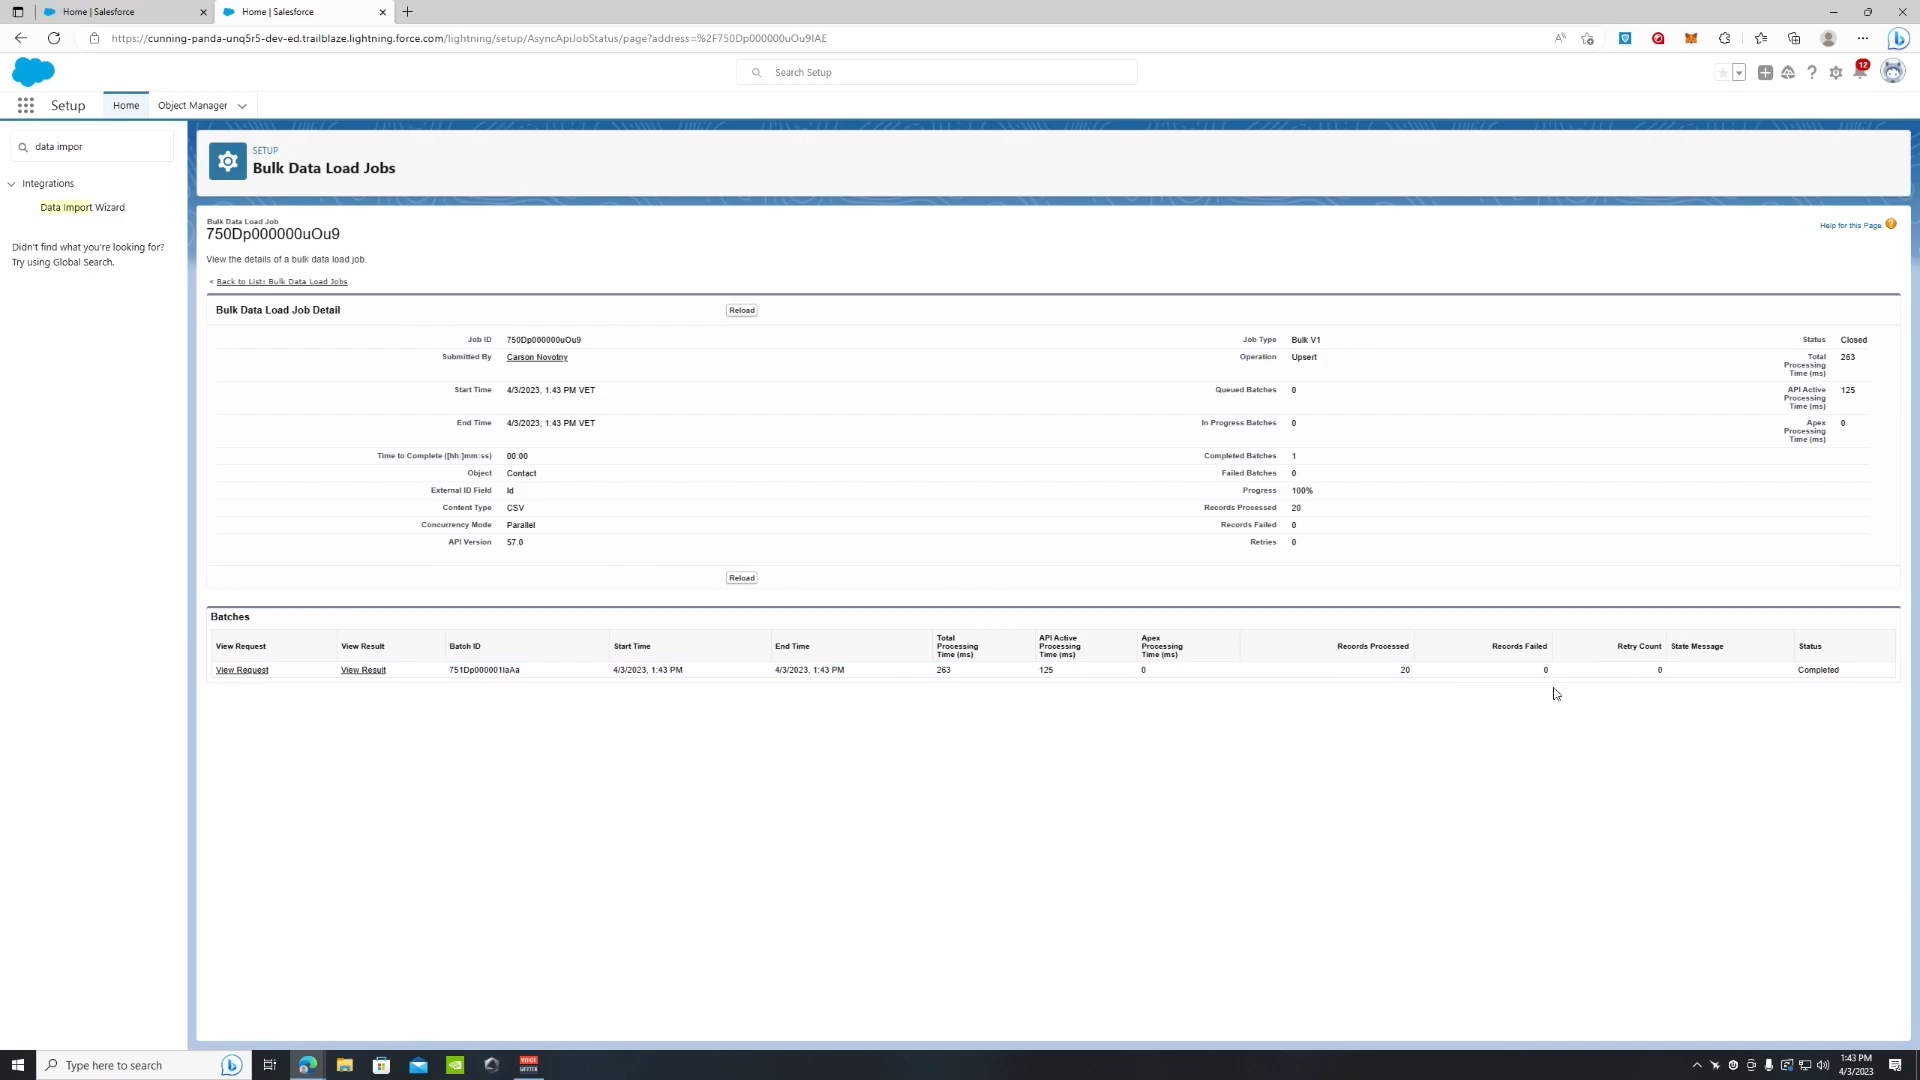 Home | Salesforce
Home | Salesforce
https://cunning-panda-unq5r5-dev-ed.trailblaze.lightning.force.com/lightning/setup/AsyncApiJobStatus/page?address=%2F750Dp000000uOu9IAE
Search Setup
12
Setup
Home
Object Manager
data impor
Integrations
Data Import Wizard
Didn't find what you're looking for?
Try using Global Search.
SETUP
Bulk Data Load Jobs
Bulk Data Load Job
750Dp000000uOu9
Help for this Page
View the details of a bulk data load job.
« Back to List: Bulk Data Load Jobs
Bulk Data Load Job Detail
Reload
Job ID 750Dp000000uOu9 Job Type Bulk V1 Status Closed
Submitted By Carson Novotny Operation Upsert Total Processing Time (ms) 263
Start Time 4/3/2023, 1:43 PM VET Queued Batches 0 API Active Processing Time (ms) 125
End Time 4/3/2023, 1:43 PM VET In Progress Batches 0 Apex Processing Time (ms) 0
Time to Complete ([hh:]mm:ss) 00:00 Completed Batches 1
Object Contact Failed Batches 0
External ID Field Id Progress 100%
Content Type CSV Records Processed 20
Concurrency Mode Parallel Records Failed 0
API Version 57.0 Retries 0
Reload
Batches
View Request View Result Batch ID Start Time End Time Total Processing Time (ms) API Active Processing Time (ms) Apex Processing Time (ms) Records Processed Records Failed Retry Count State Message Status
View Request View Result 751Dp000001IaAa 4/3/2023, 1:43 PM 4/3/2023, 1:43 PM 263 125 0 20 0 0 Completed
Type here to search
VOICE
1:43 PM
4/3/2023